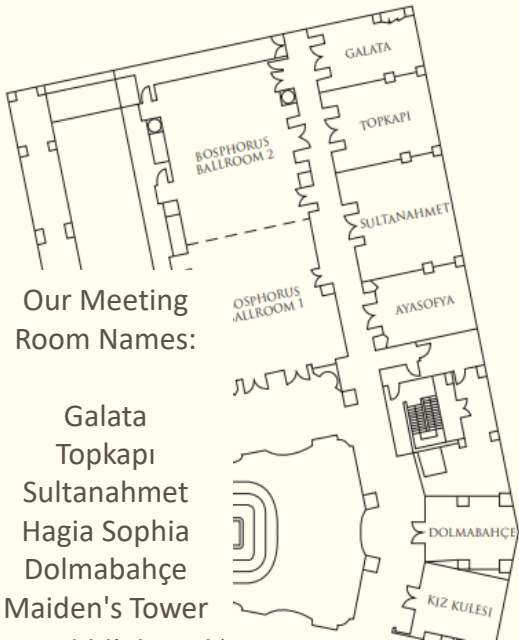 GALATA
TOPKAPI
BOSPHORUS
BALLROOM 2
SULTANAHMET
OSPHORUS
ALLROOM 1
AYASOFYA
Our Meeting
Room Names:
Galata
Topkapı
Sultanahmet
Hagia Sophia
Dolmabahçe
Maiden's Tower
DOLMABAHÇE
KIZ KULESI